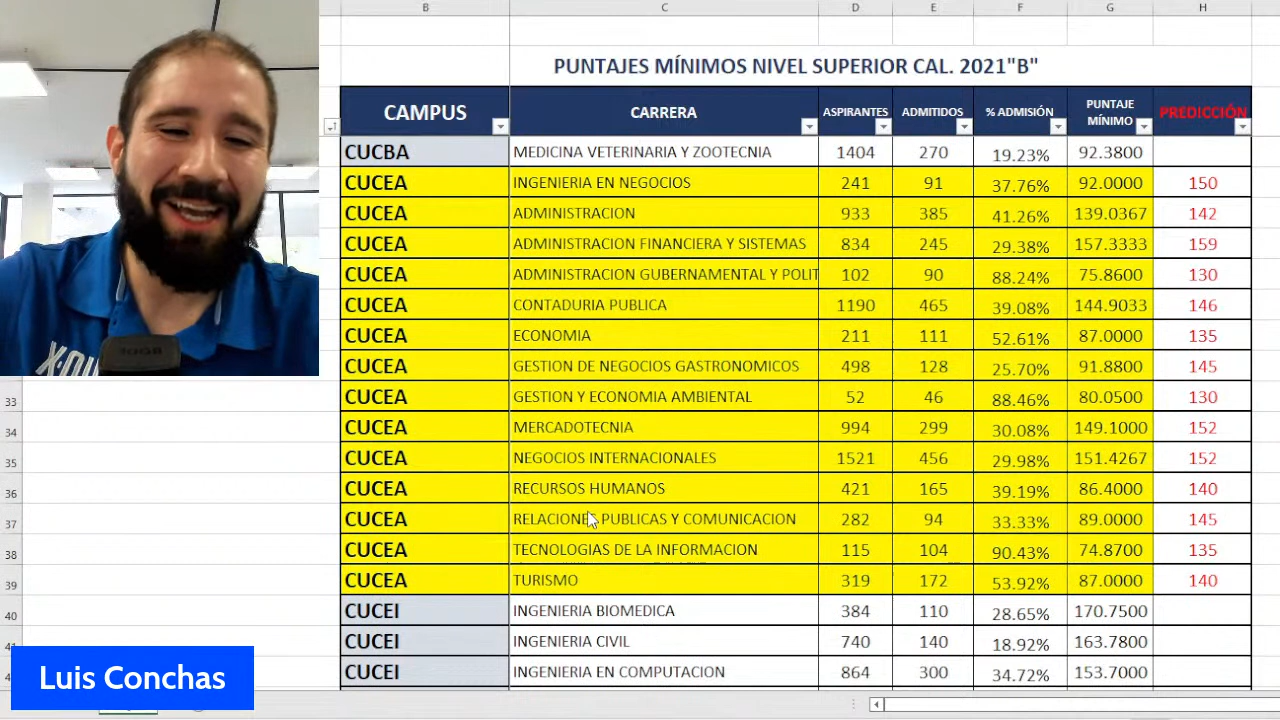 B C D E F G H
PUNTAJES MÍNIMOS NIVEL SUPERIOR CAL. 2021"B"
CAMPUS CARRERA ASPIRANTES ADMITIDOS % ADMISIÓN PUNTAJE MÍNIMO PREDICCIÓN
CUCBA MEDICINA VETERINARIA Y ZOOTECNIA 1404 270 19.23% 92.3800
CUCEA INGENIERIA EN NEGOCIOS 241 91 37.76% 92.0000 150
CUCEA ADMINISTRACION 933 385 41.26% 139.0367 142
CUCEA ADMINISTRACION FINANCIERA Y SISTEMAS 834 245 29.38% 157.3333 159
CUCEA ADMINISTRACION GUBERNAMENTAL Y POLIT 102 90 88.24% 75.8600 130
CUCEA CONTADURIA PUBLICA 1190 465 39.08% 144.9033 146
CUCEA ECONOMIA 211 111 52.61% 87.0000 135
CUCEA GESTION DE NEGOCIOS GASTRONOMICOS 498 128 25.70% 91.8800 145
33 CUCEA GESTION Y ECONOMIA AMBIENTAL 52 46 88.46% 80.0500 130
34 CUCEA MERCADOTECNIA 994 299 30.08% 149.1000 152
35 CUCEA NEGOCIOS INTERNACIONALES 1521 456 29.98% 151.4267 152
36 CUCEA RECURSOS HUMANOS 421 165 39.19% 86.4000 140
37 CUCEA RELACIONES PUBLICAS Y COMUNICACION 282 94 33.33% 89.0000 145
38 CUCEA TECNOLOGIAS DE LA INFORMACION 115 104 90.43% 74.8700 135
39 CUCEA TURISMO 319 172 53.92% 87.0000 140
40 CUCEI INGENIERIA BIOMEDICA 384 110 28.65% 170.7500
41 CUCEI INGENIERIA CIVIL 740 140 18.92% 163.7800
CUCEI INGENIERIA EN COMPUTACION 864 300 34.72% 153.7000
Luis Conchas